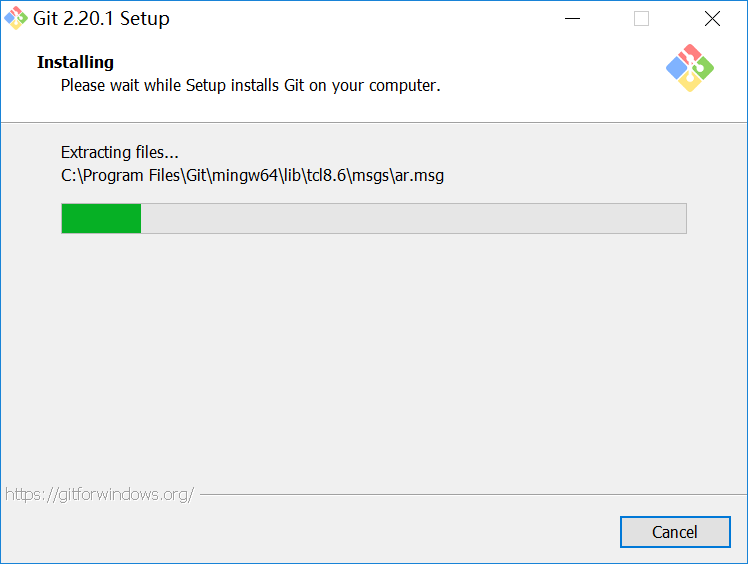 Git 2.20.1 Setup
Installing
Please wait while Setup installs Git on your computer.
Extracting files...
C:\Program Files\Git\mingw64\lib\tcl8.6\msgs\ar.msg
https://gitforwindows.org/
Cancel